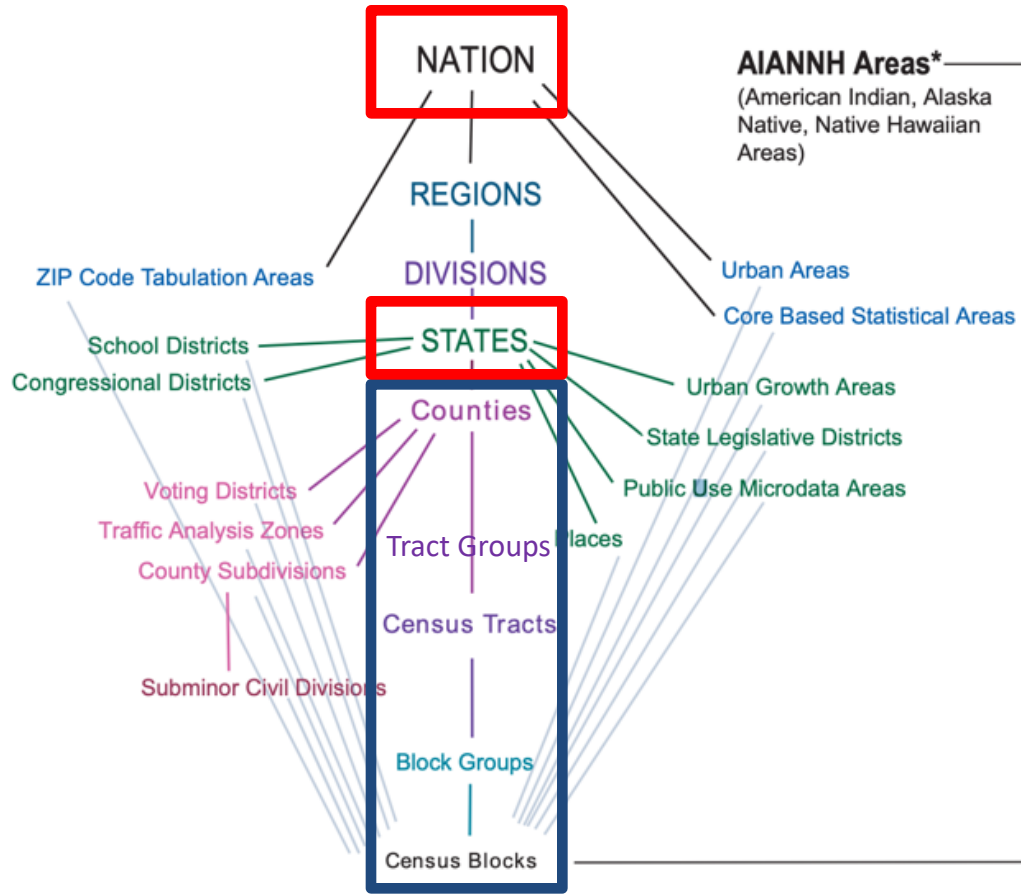 NATION
AIANNH Areas*
(American Indian, Alaska
Native, Native Hawaiian
Areas)
REGIONS
ZIP Code Tabulation Areas
DIVISIONS
Urban Areas
Core Based Statistical Areas
School Districts
STATES
Congressional Districts
Urban Growth Areas
Counties
State Legislative Districts
Voting Districts
Public Use Microdata Areas
Traffic Analysis Zones
Tract Groups
Places
County Subdivisions
Census Tracts
Subminor Civil Divisions
Block Groups
Census Blocks